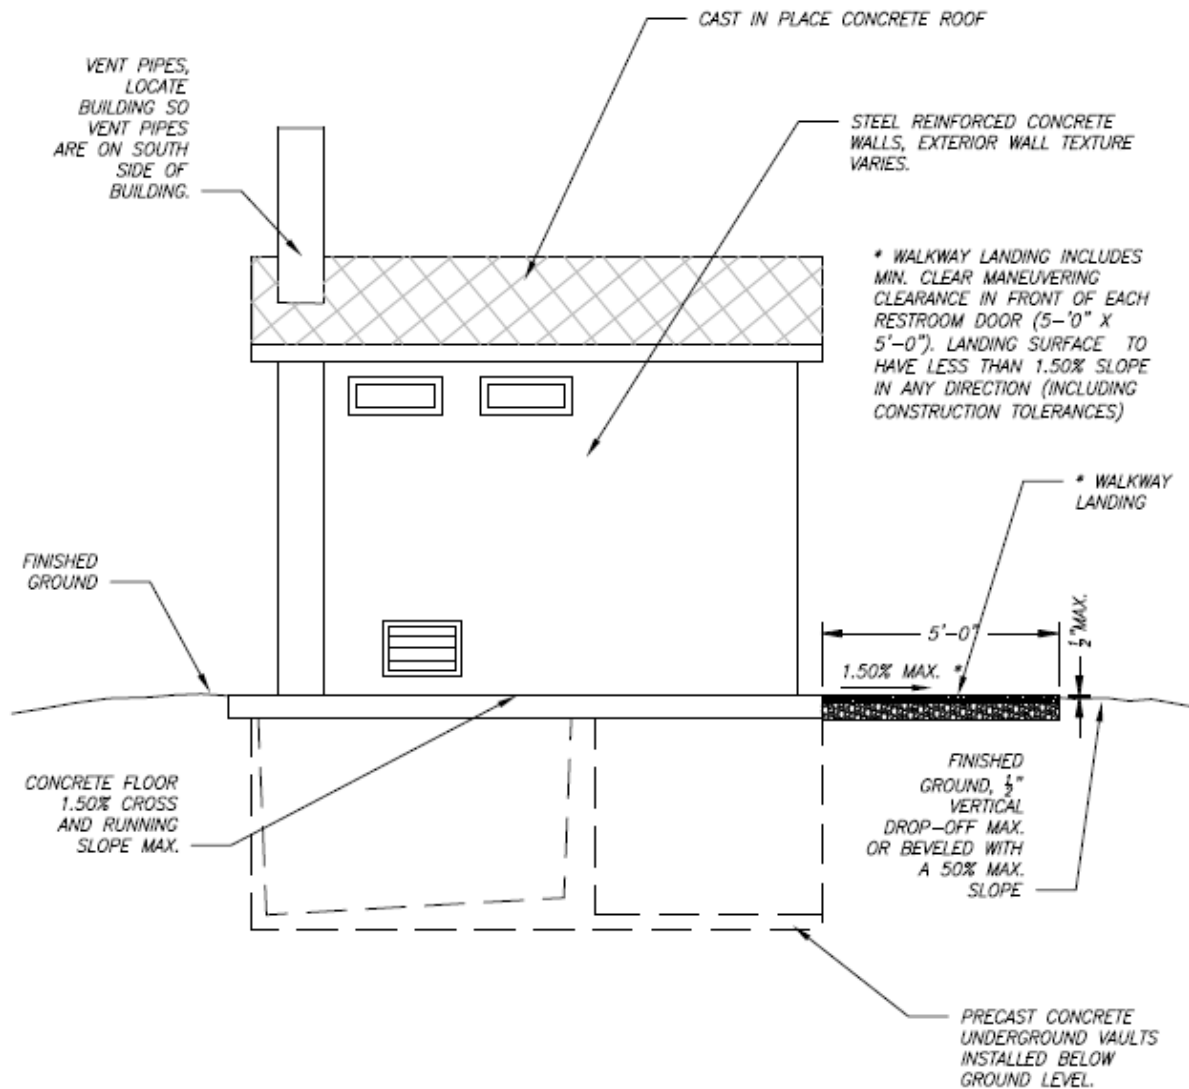 CAST IN PLACE CONCRETE ROOF
VENT PIPES,
LOCATE
BUILDING SO
VENT PIPES
ARE ON SOUTH
SIDE OF
BUILDING.
STEEL REINFORCED CONCRETE
WALLS, EXTERIOR WALL TEXTURE
VARIES.
* WALKWAY LANDING INCLUDES
MIN. CLEAR MANEUVERING
CLEARANCE IN FRONT OF EACH
RESTROOM DOOR (5-'0" X
5'-0"). LANDING SURFACE TO
HAVE LESS THAN 1.50% SLOPE
IN ANY DIRECTION (INCLUDING
CONSTRUCTION TOLERANCES)
* WALKWAY
LANDING
FINISHED
GROUND
5'-0"
1/2" MAX.
1.50% MAX. *
CONCRETE FLOOR
1.50% CROSS
AND RUNNING
SLOPE MAX.
FINISHED
GROUND, 1/2"
VERTICAL
DROP-OFF MAX.
OR BEVELED WITH
A 50% MAX.
SLOPE
PRECAST CONCRETE
UNDERGROUND VAULTS
INSTALLED BELOW
GROUND LEVEL.